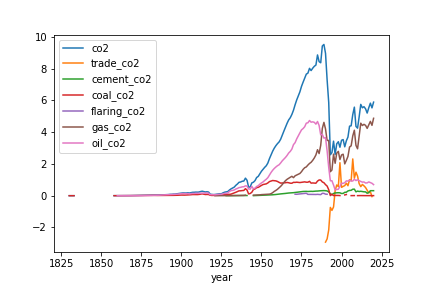 10
8
6
4
2
0
−2
co2
trade_co2
cement_co2
coal_co2
flaring_co2
gas_co2
oil_co2
1825 1850 1875 1900 1925 1950 1975 2000 2025
year